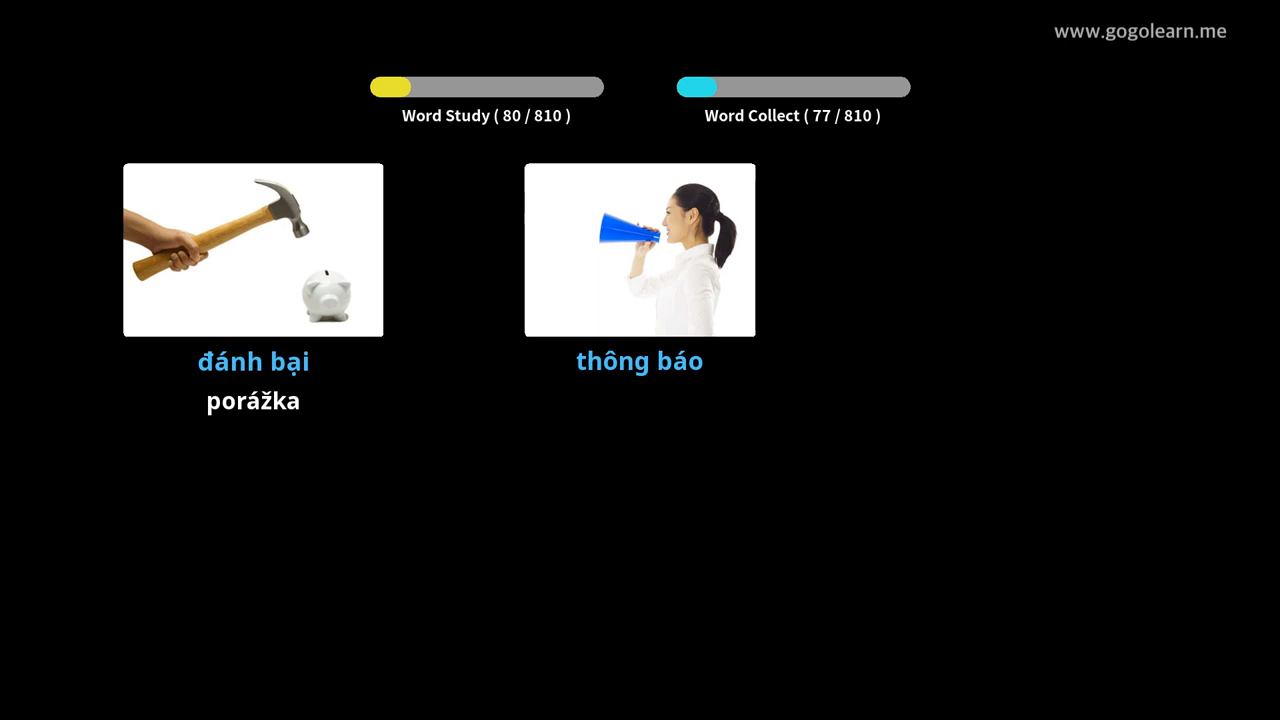 www.gogolearn.me
Word Study ( 80 / 810 )
Word Collect ( 77 / 810 )
đánh bại
porážka
thông báo